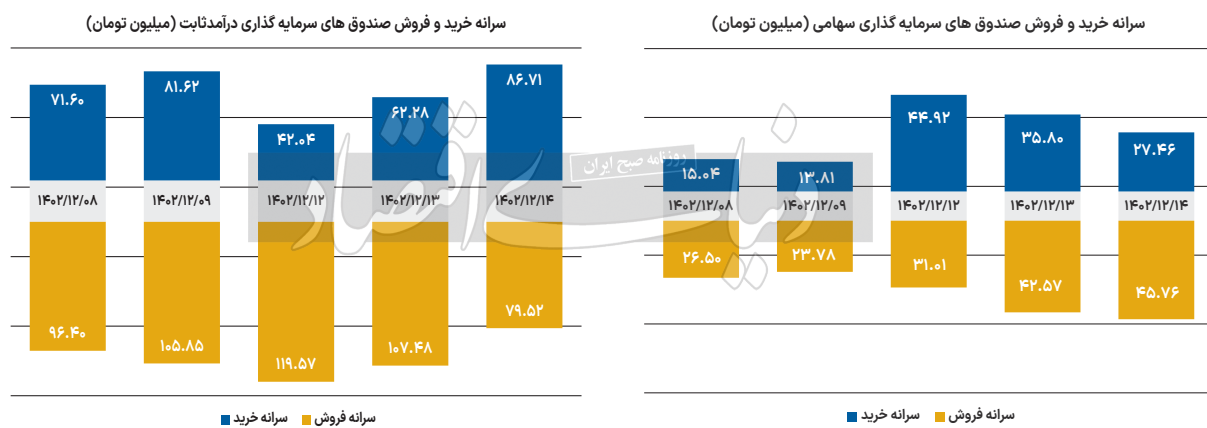 سرانه خرید و فروش صندوق های سرمایه گذاری سهامی (میلیون تومان)
۱۵.۰۴ ۱۳.۸۱ ۴۴.۹۲ ۳۵.۸۰ ۲۷.۴۶
۱۴۰۲/۱۲/۰۸ ۱۴۰۲/۱۲/۰۹ ۱۴۰۲/۱۲/۱۲ ۱۴۰۲/۱۲/۱۳ ۱۴۰۲/۱۲/۱۴
۲۶.۵۰ ۲۳.۷۸ ۳۱.۰۱ ۴۲.۵۷ ۴۵.۷۶
سرانه فروش سرانه خرید
سرانه خرید و فروش صندوق های سرمایه گذاری درآمدثابت (میلیون تومان)
۷۱.۶۰ ۸۱.۶۲ ۴۲.۰۴ ۶۲.۲۸ ۸۶.۷۱
۱۴۰۲/۱۲/۰۸ ۱۴۰۲/۱۲/۰۹ ۱۴۰۲/۱۲/۱۲ ۱۴۰۲/۱۲/۱۳ ۱۴۰۲/۱۲/۱۴
۹۶.۴۰ ۱۰۵.۸۵ ۱۱۹.۵۷ ۱۰۷.۴۸ ۷۹.۵۲
سرانه فروش سرانه خرید
روزنامه صبح ایران
دنیای اقتصاد